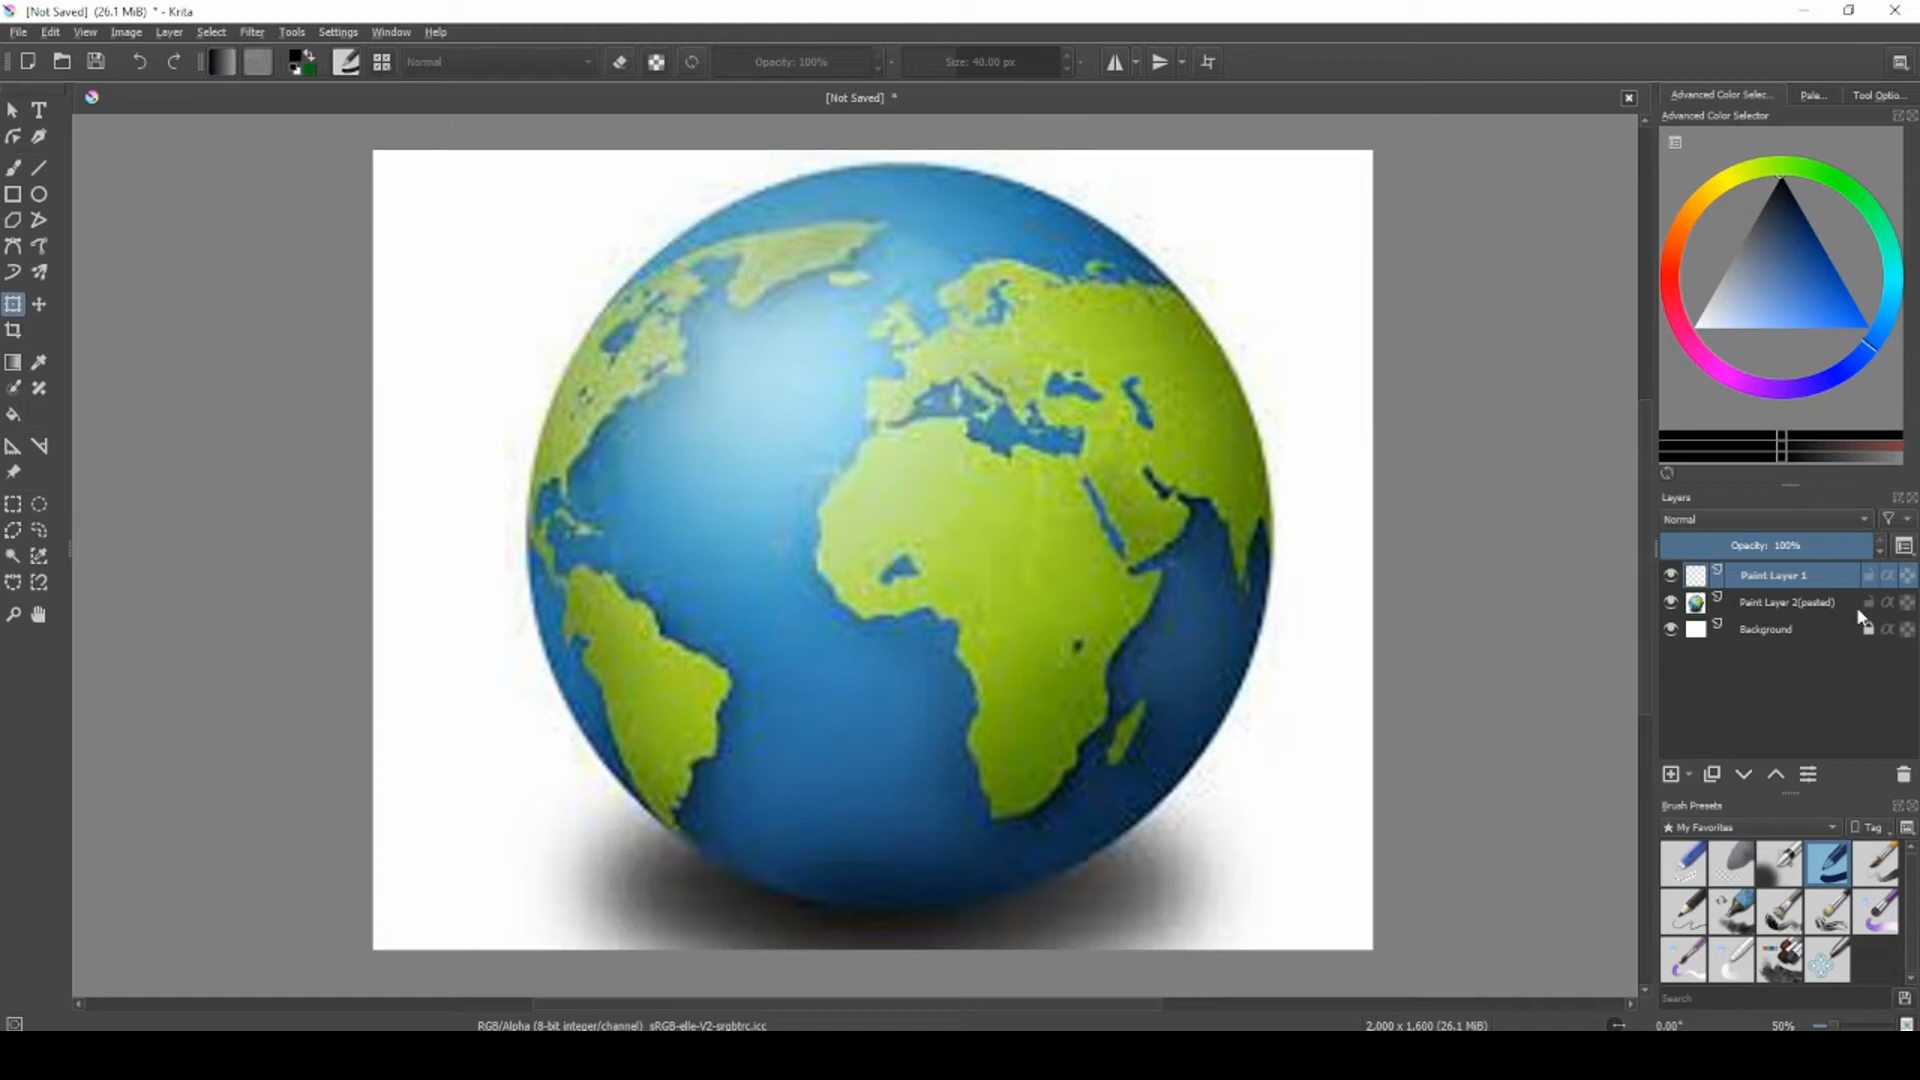 [Not Saved]  (26.1 MiB)  * - Krita
File Edit View Image Layer Select Filter Tools Settings Window Help
Normal
Opacity: 100%
Size: 40.00 px
[Not Saved]  *
Advanced Color Selec...
Pale...
Tool Optio...
Advanced Color Selector
Layers
Normal
Opacity: 100%
Paint Layer 1
Paint Layer 2(pasted)
Background
Brush Presets
★ My Favorites
Tag
Search
RGB/Alpha (8-bit integer/channel)  sRGB-elle-V2-srgbtrc.icc
2,000 x 1,600 (26.1 MiB)
0.00°
50%